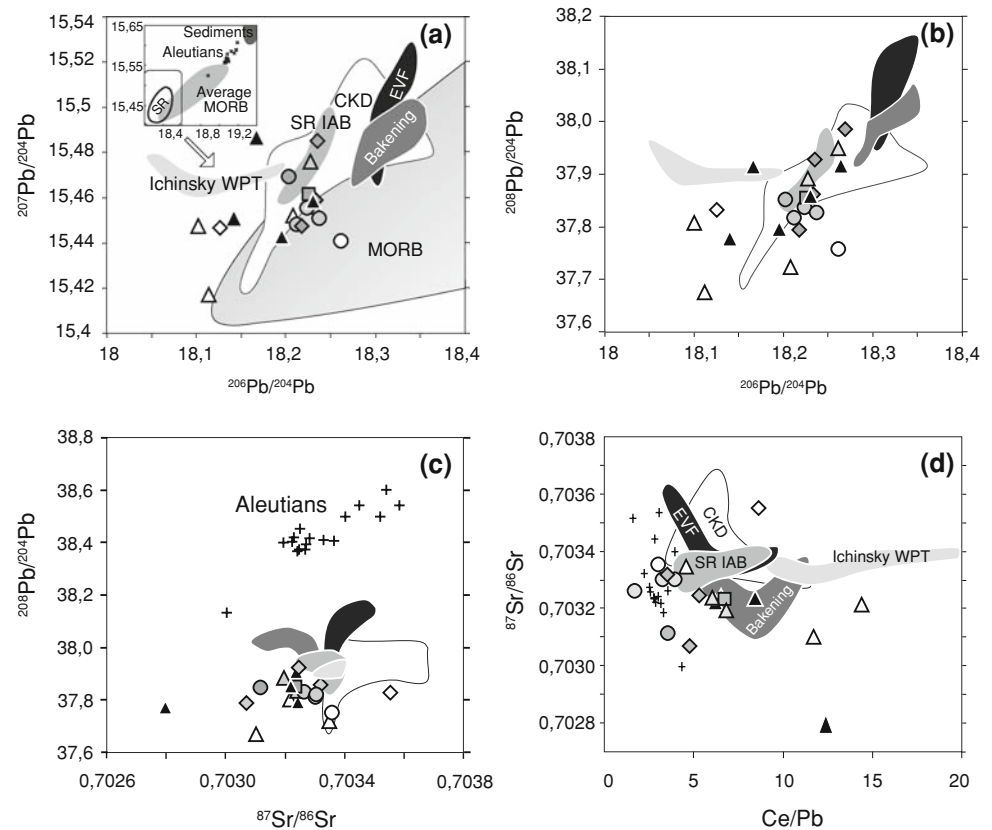 (a)
15,54
15,52
15,5
15,48
15,46
15,44
15,42
15,4
18
18,1
18,2
18,3
18,4
²⁰⁷Pb/²⁰⁴Pb
²⁰⁶Pb/²⁰⁴Pb
15,65
15,55
15,45
18,4
18,8
19,2
Sediments
Aleutians
Average
MORB
SR
CKD
EVF
SR IAB
Bakening
Ichinsky WPT
MORB
(b)
38,2
38,1
38,0
37,9
37,8
37,7
37,6
18
18,1
18,2
18,3
18,4
²⁰⁸Pb/²⁰⁴Pb
²⁰⁶Pb/²⁰⁴Pb
(c)
38,8
38,6
38,4
38,2
38,0
37,8
37,6
0,7026
0,7030
0,7034
0,7038
²⁰⁸Pb/²⁰⁴Pb
⁸⁷Sr/⁸⁶Sr
Aleutians
(d)
0,7038
0,7036
0,7034
0,7032
0,7030
0,7028
0
5
10
15
20
⁸⁷Sr/⁸⁶Sr
Ce/Pb
EVF
CKD
SR IAB
Ichinsky WPT
Bakening